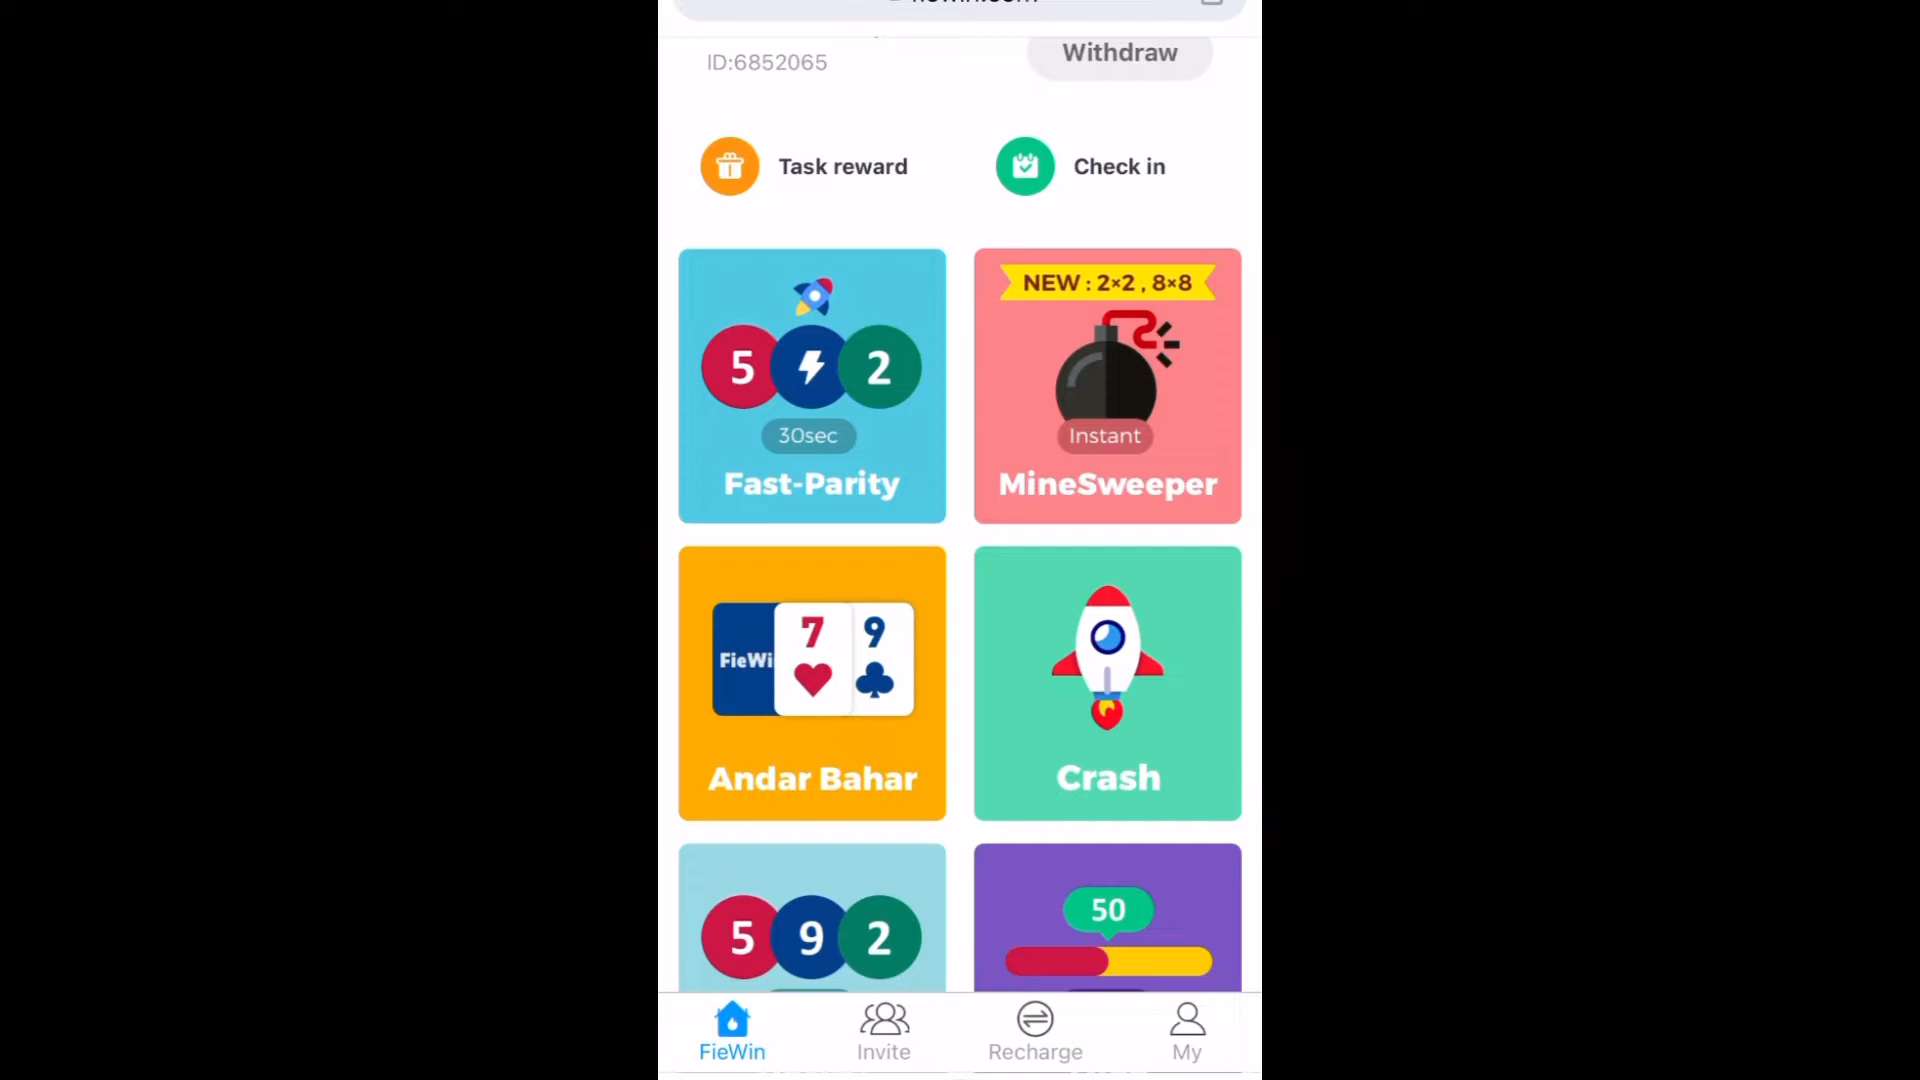 ID:6852065
Withdraw
Task reward
Check in
5
2
30sec
Fast-Parity
NEW : 2×2 , 8×8
Instant
MineSweeper
FieWi
7
9
Andar Bahar
Crash
5
9
2
50
FieWin
Invite
Recharge
My